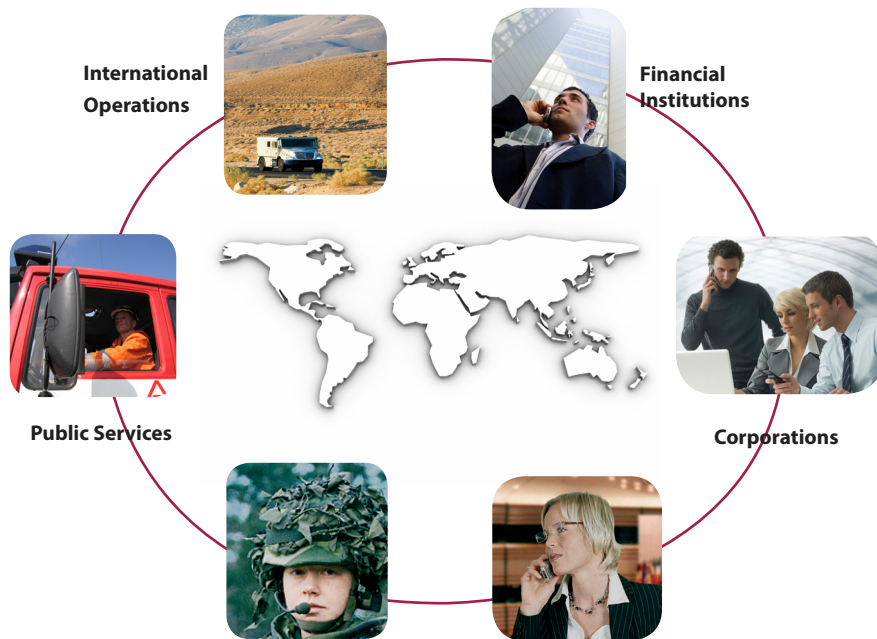 International
Operations
Financial
Institutions
Public Services
Corporations